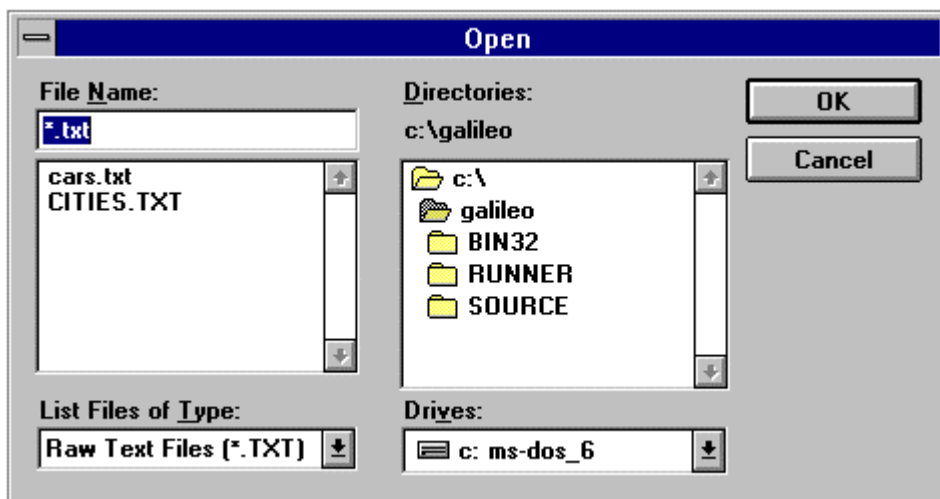 Open
File Name:
*.txt
cars.txt
CITIES.TXT
List Files of Type:
Raw Text Files (*.TXT)
Directories:
c:\galileo
c:\
galileo
BIN32
RUNNER
SOURCE
Drives:
c: ms-dos_6
OK
Cancel